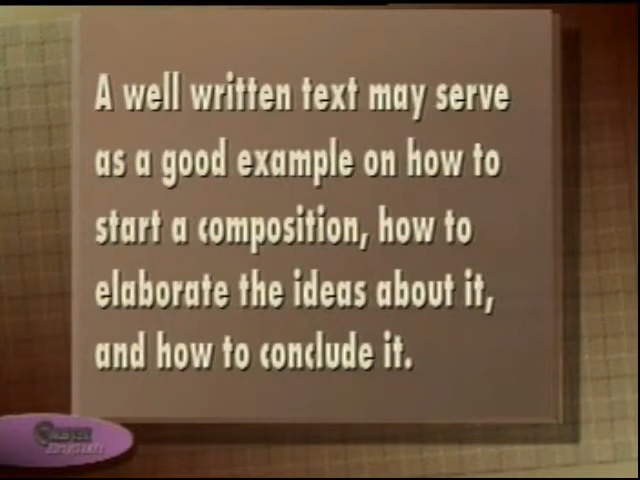 A well written text may serve
as a good example on how to
start a composition, how to
elaborate the ideas about it,
and how to conclude it.